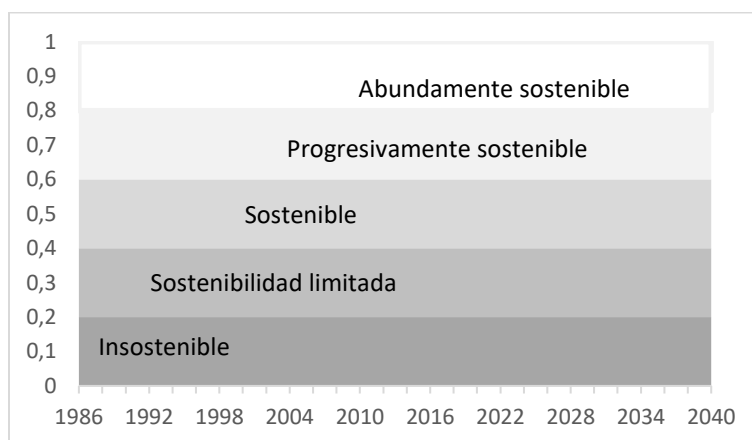 1
0,9
Abundamente sostenible
0,8
0,7
Progresivamente sostenible
0,6
0,5
Sostenible
0,4
0,3
Sostenibilidad limitada
0,2
0,1
Insostenible
0
1986 1992 1998 2004 2010 2016 2022 2028 2034 2040